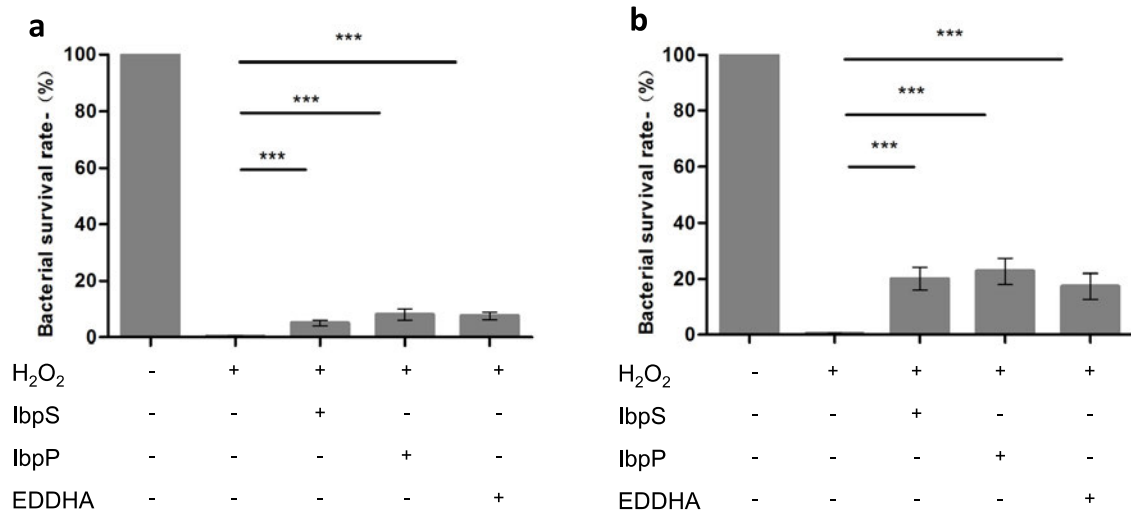 a
***
***
***
Bacterial survival rate- (%)
100
80
60
40
20
0
H₂O₂ - + + + +
IbpS - - + - -
IbpP - - - + -
EDDHA - - - - +
b
***
***
***
Bacterial survival rate- (%)
100
80
60
40
20
0
H₂O₂ - + + + +
IbpS - - + - -
IbpP - - - + -
EDDHA - - - - +